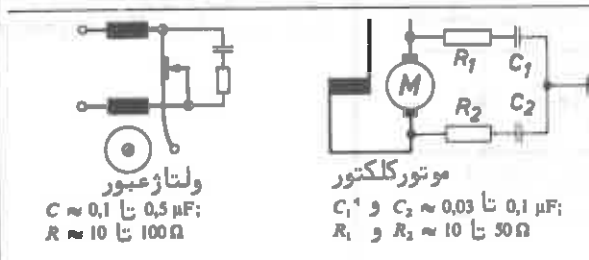 R₁
C₁
M
R₂
C₂
ولتاژعبور
C ≈ 0,1 تا 0,5 µF;
R ≈ 10 تا 100 Ω
موتورکلکتور
C₁ و C₂ ≈ 0,03 تا 0,1 µF;
R₁ و R₂ ≈ 10 تا 50 Ω